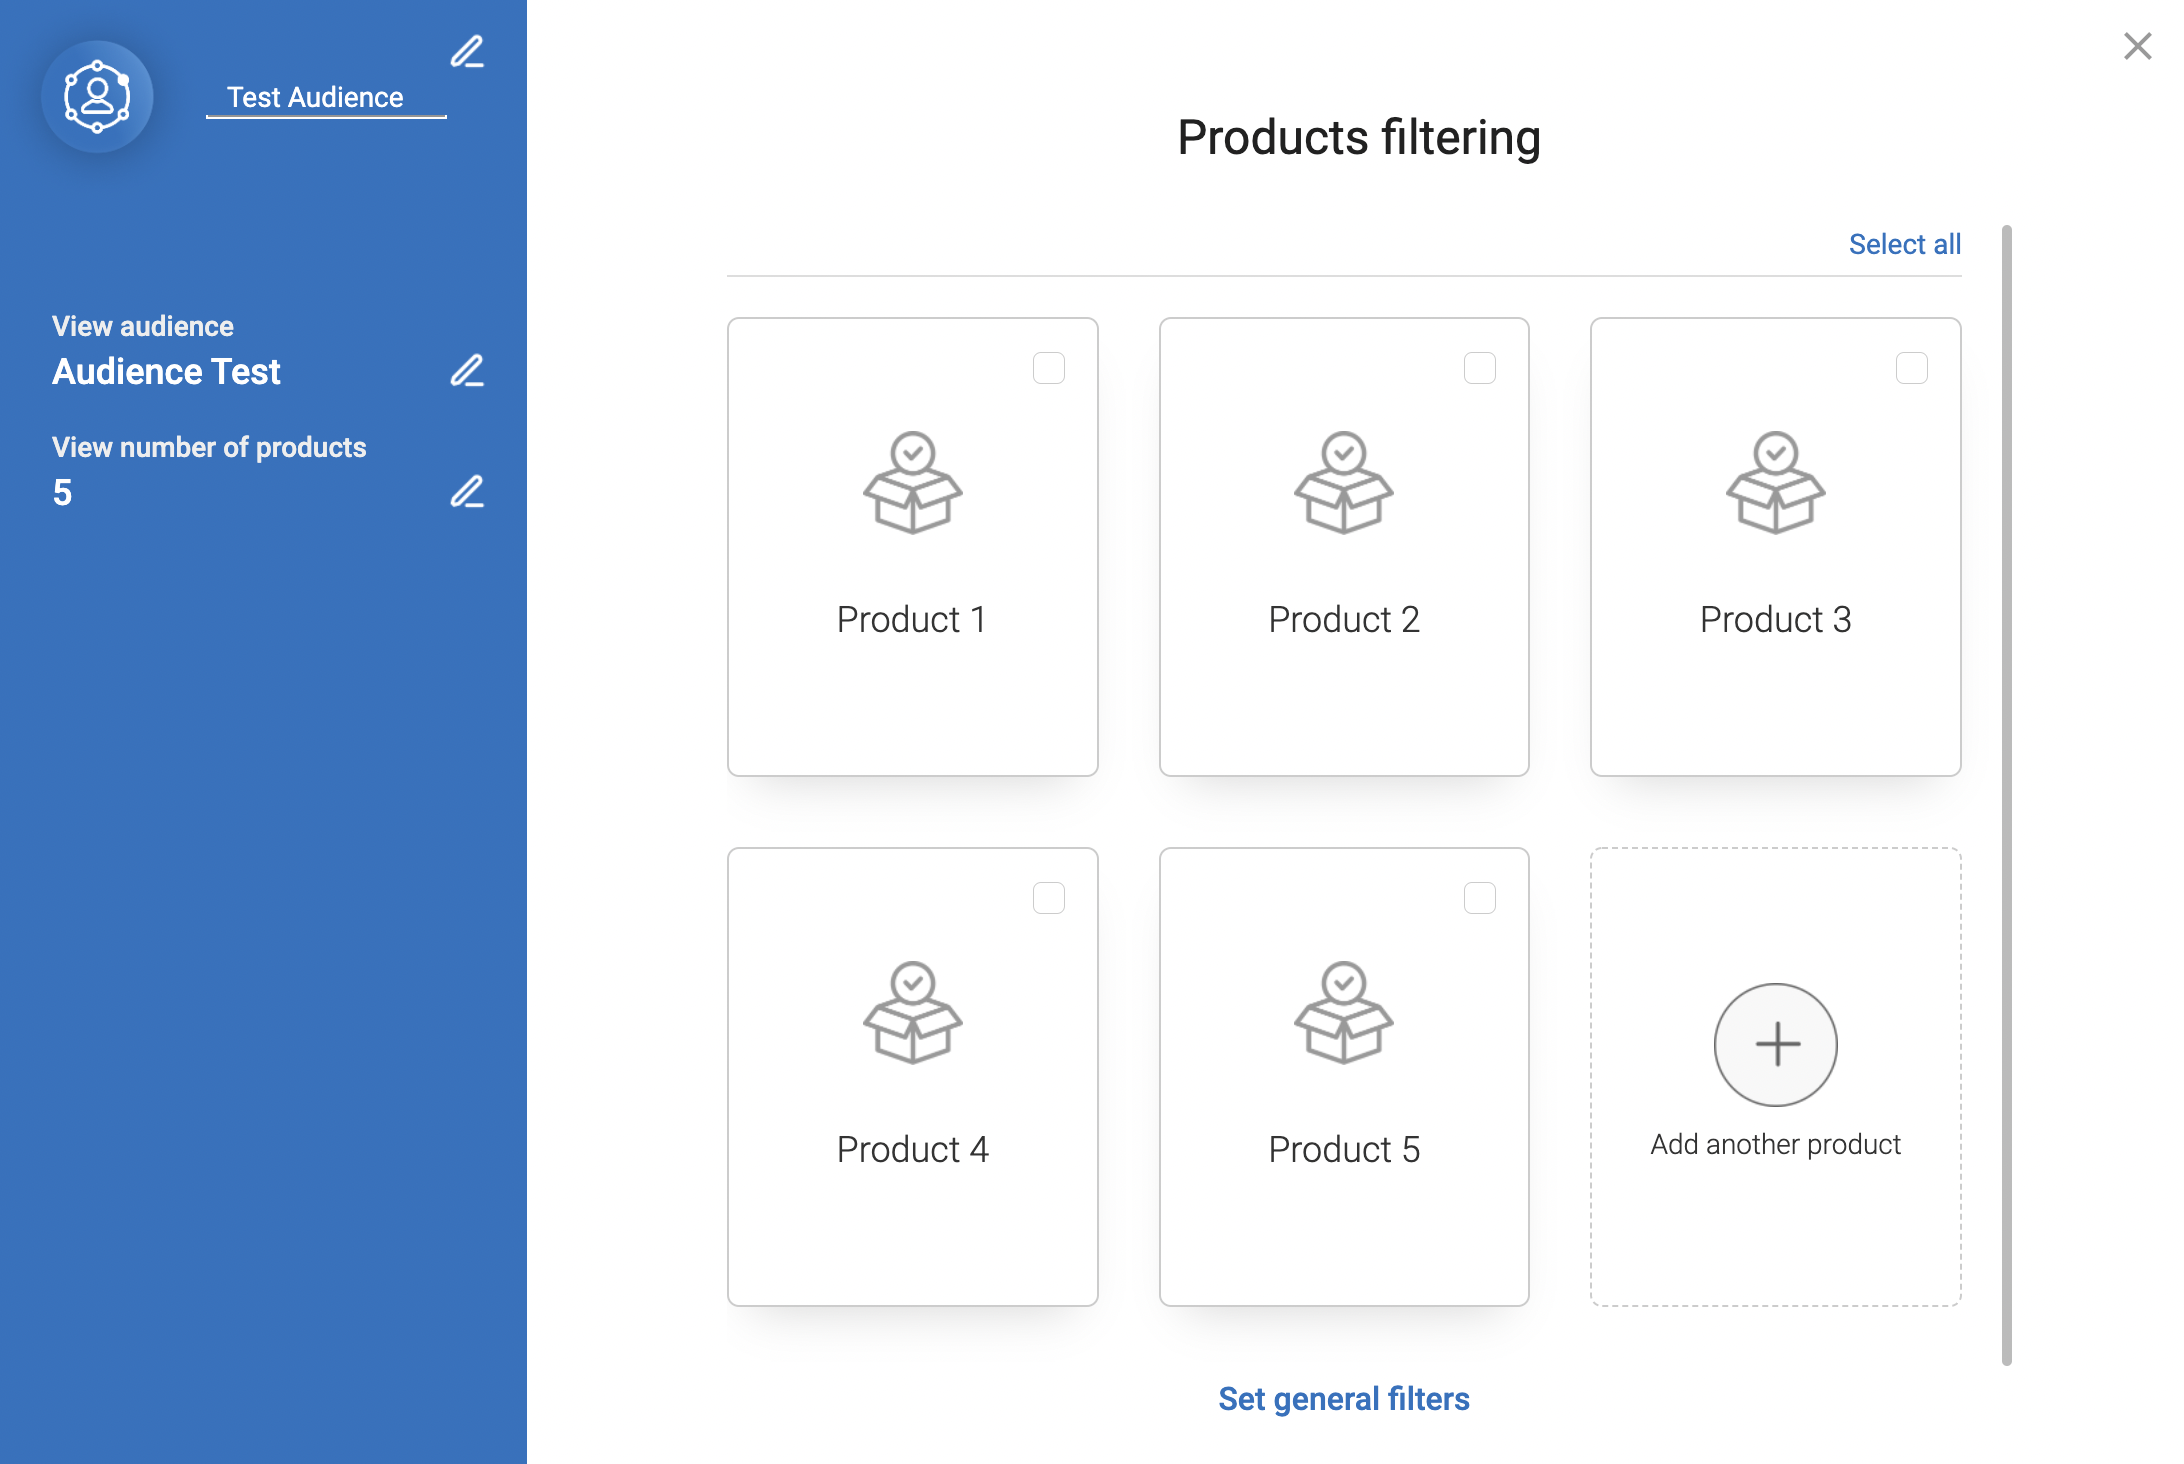 Test Audience
View audience
Audience Test
View number of products
5
Products filtering
Select all
Product 1
Product 2
Product 3
Product 4
Product 5
Add another product
Set general filters